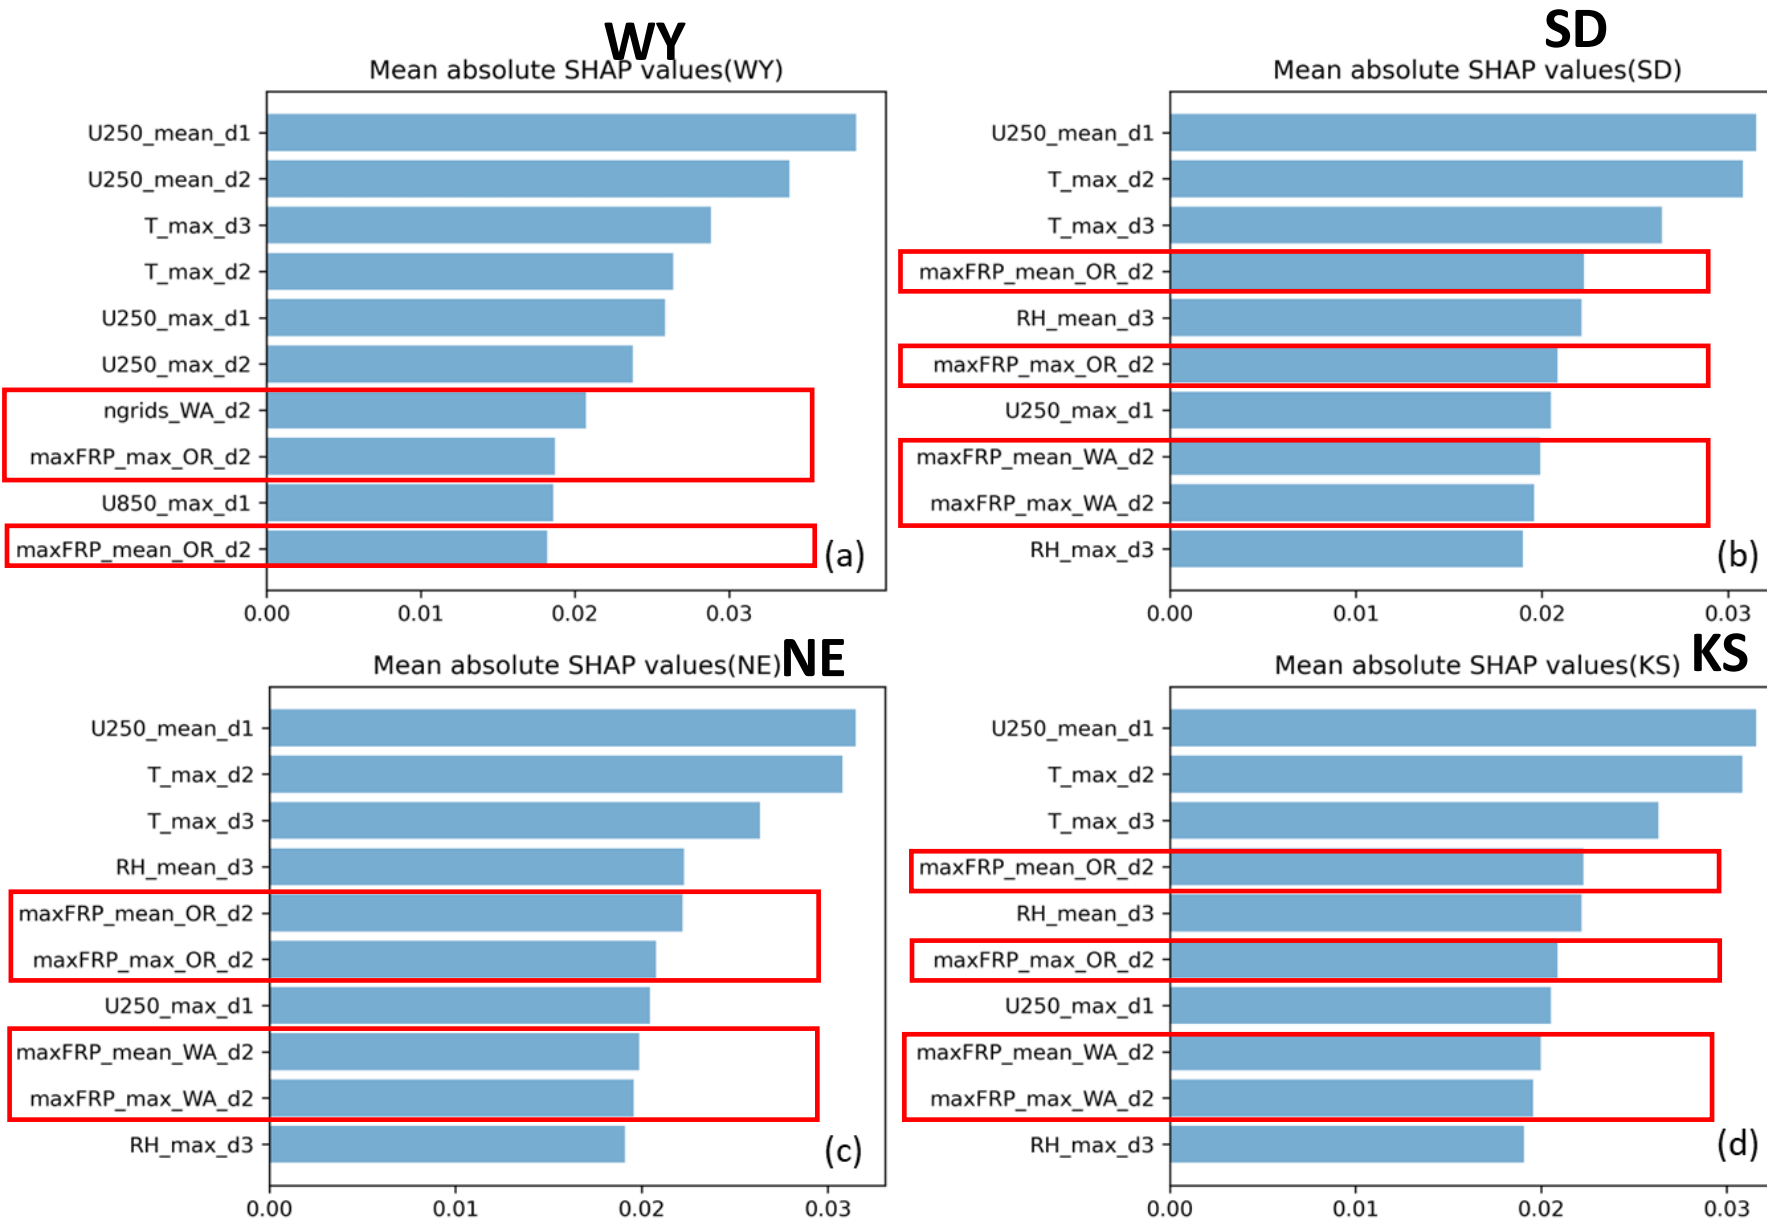 WY
Mean absolute SHAP values(WY)
U250_mean_d1
U250_mean_d2
T_max_d3
T_max_d2
U250_max_d1
U250_max_d2
ngrids_WA_d2
maxFRP_max_OR_d2
U850_max_d1
maxFRP_mean_OR_d2
(a)
0.00 0.01 0.02 0.03
SD
Mean absolute SHAP values(SD)
U250_mean_d1
T_max_d2
T_max_d3
maxFRP_mean_OR_d2
RH_mean_d3
maxFRP_max_OR_d2
U250_max_d1
maxFRP_mean_WA_d2
maxFRP_max_WA_d2
RH_max_d3
(b)
0.00 0.01 0.02 0.03
NE
Mean absolute SHAP values(NE)
U250_mean_d1
T_max_d2
T_max_d3
RH_mean_d3
maxFRP_mean_OR_d2
maxFRP_max_OR_d2
U250_max_d1
maxFRP_mean_WA_d2
maxFRP_max_WA_d2
RH_max_d3
(c)
0.00 0.01 0.02 0.03
KS
Mean absolute SHAP values(KS)
U250_mean_d1
T_max_d2
T_max_d3
maxFRP_mean_OR_d2
RH_mean_d3
maxFRP_max_OR_d2
U250_max_d1
maxFRP_mean_WA_d2
maxFRP_max_WA_d2
RH_max_d3
(d)
0.00 0.01 0.02 0.03